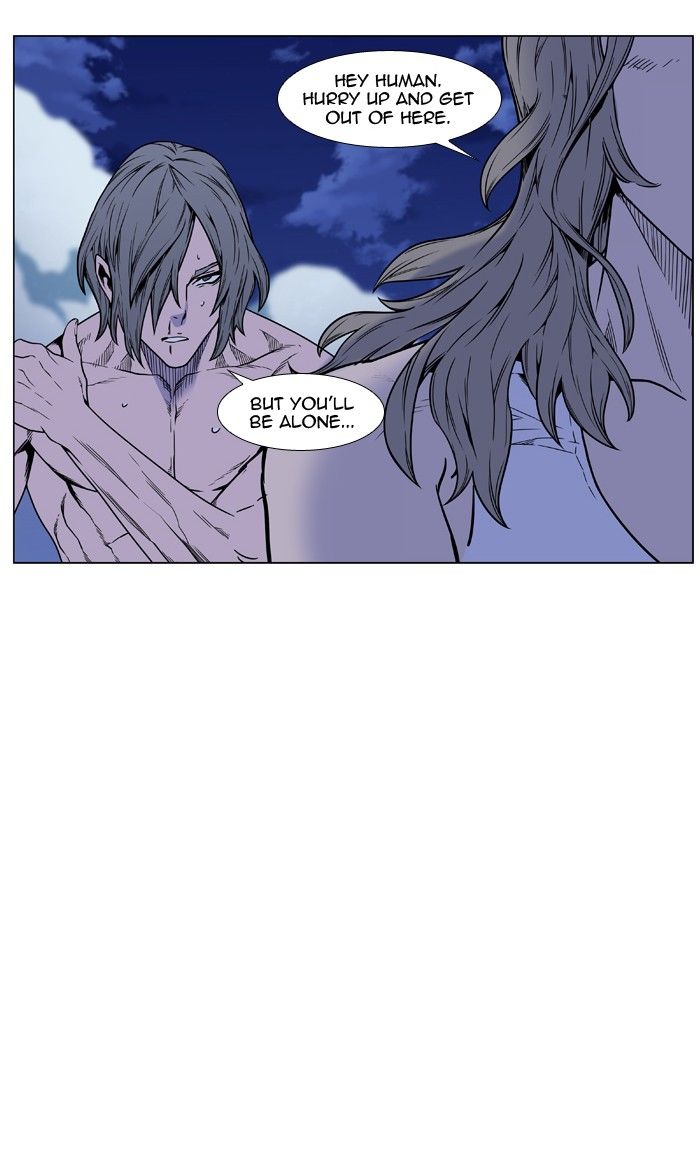 HEY HUMAN.
HURRY UP AND GET
OUT OF HERE.
BUT YOU'LL
BE ALONE...